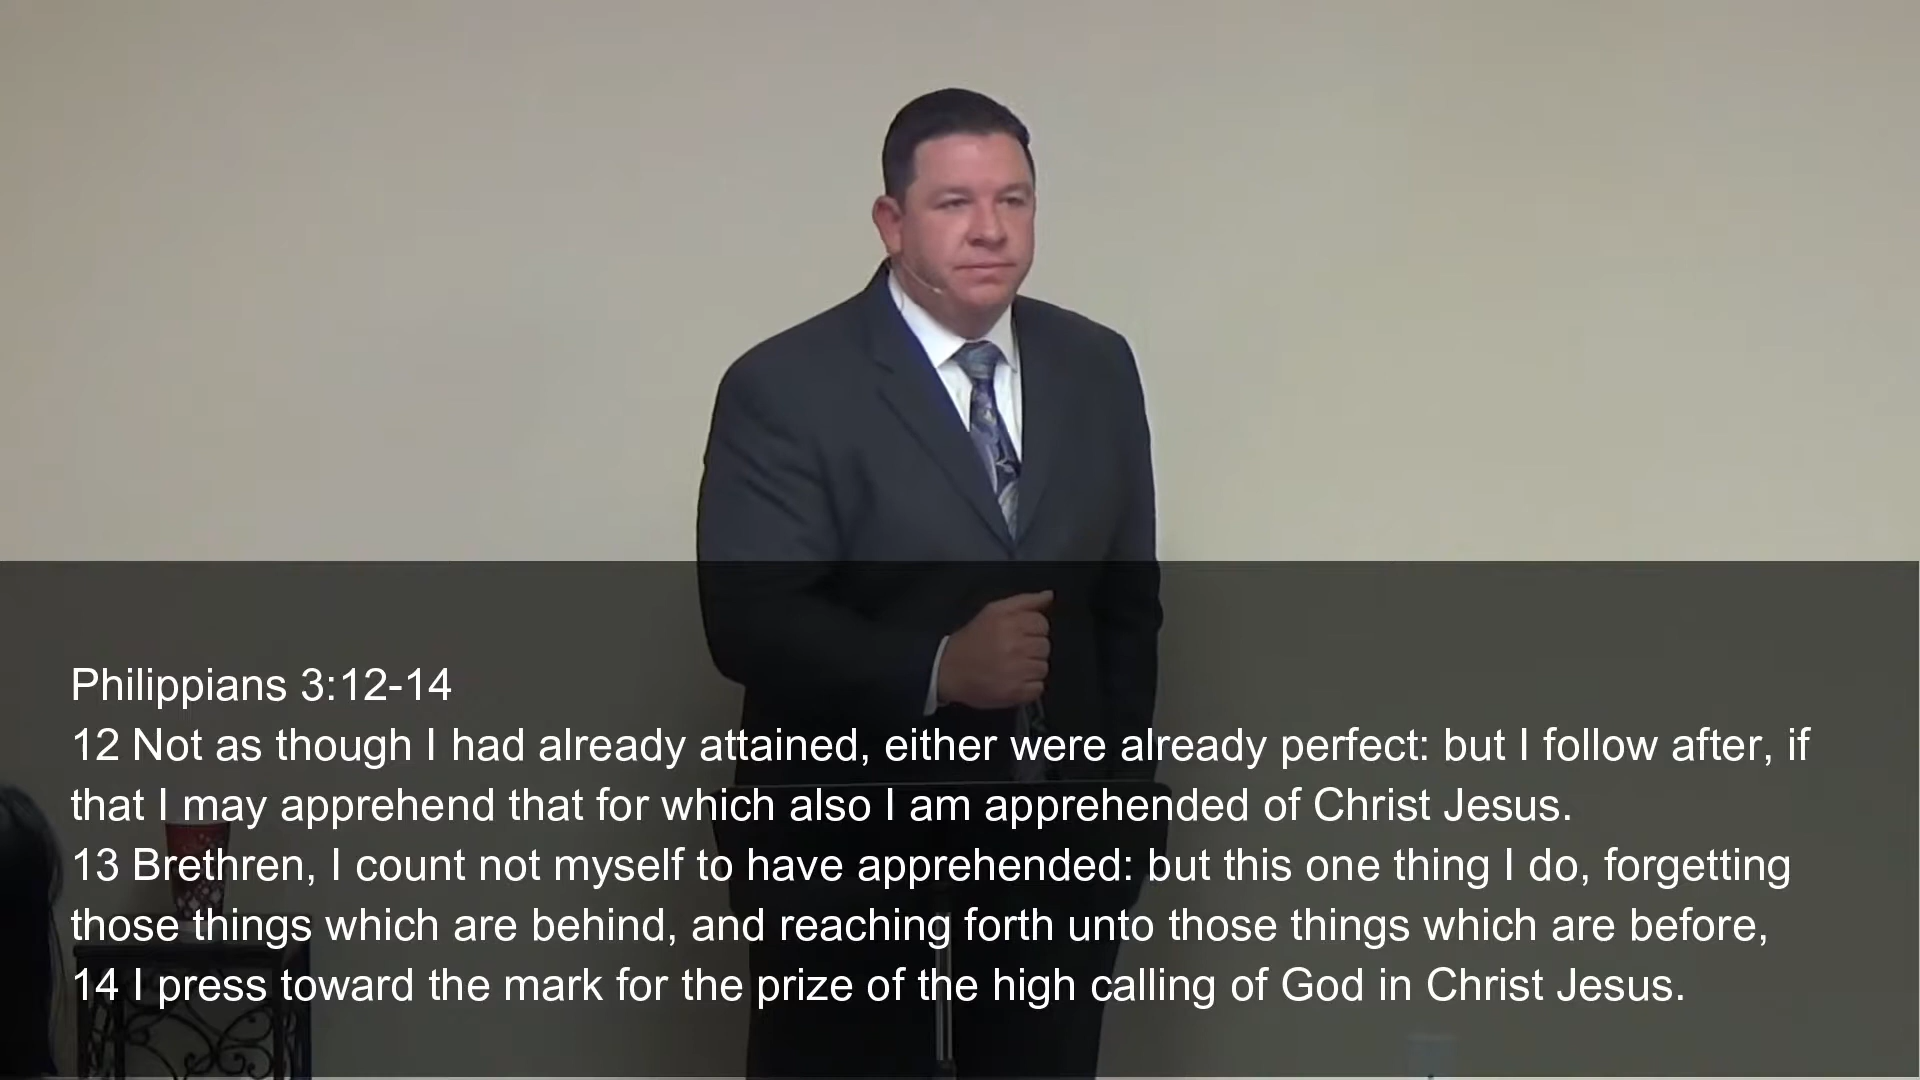 Philippians 3:12-14
12 Not as though I had already attained, either were already perfect: but I follow after, if
that I may apprehend that for which also I am apprehended of Christ Jesus.
13 Brethren, I count not myself to have apprehended: but this one thing I do, forgetting
those things which are behind, and reaching forth unto those things which are before,
14 I press toward the mark for the prize of the high calling of God in Christ Jesus.